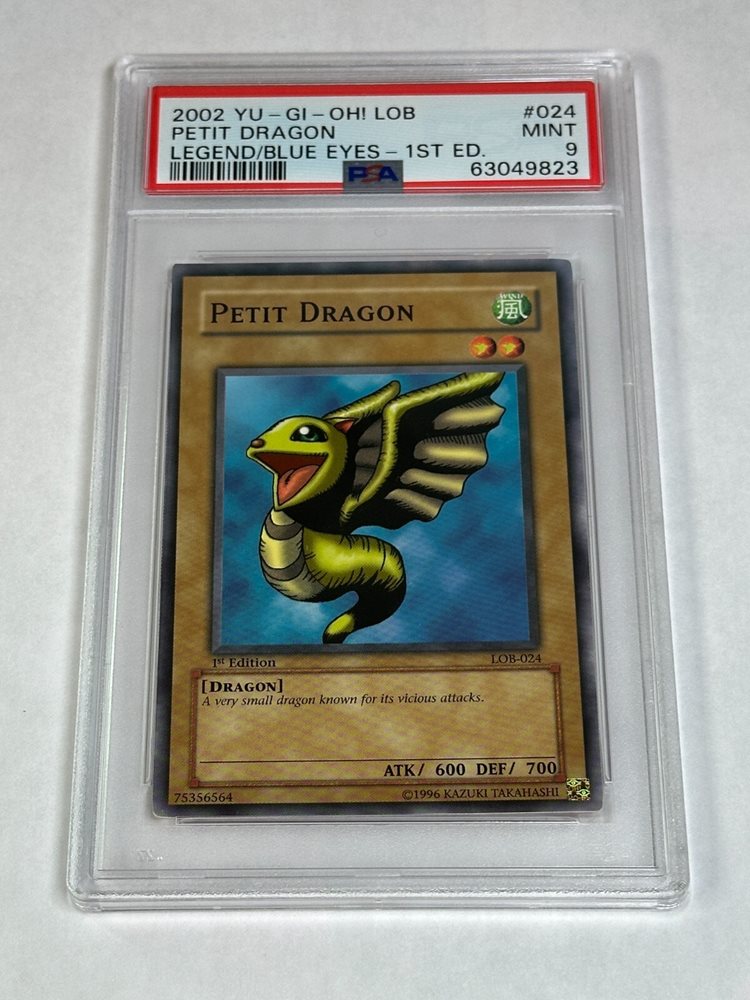 2002 YU-GI-OH! LOB #024
PETIT DRAGON MINT
LEGEND/BLUE EYES-1ST ED. 9
PSA 63049823
PETIT DRAGON
WIND
風
1st Edition LOB-024
[DRAGON]
A very small dragon known for its vicious attacks.
ATK/ 600 DEF/ 700
75356564 ©1996 KAZUKI TAKAHASHI